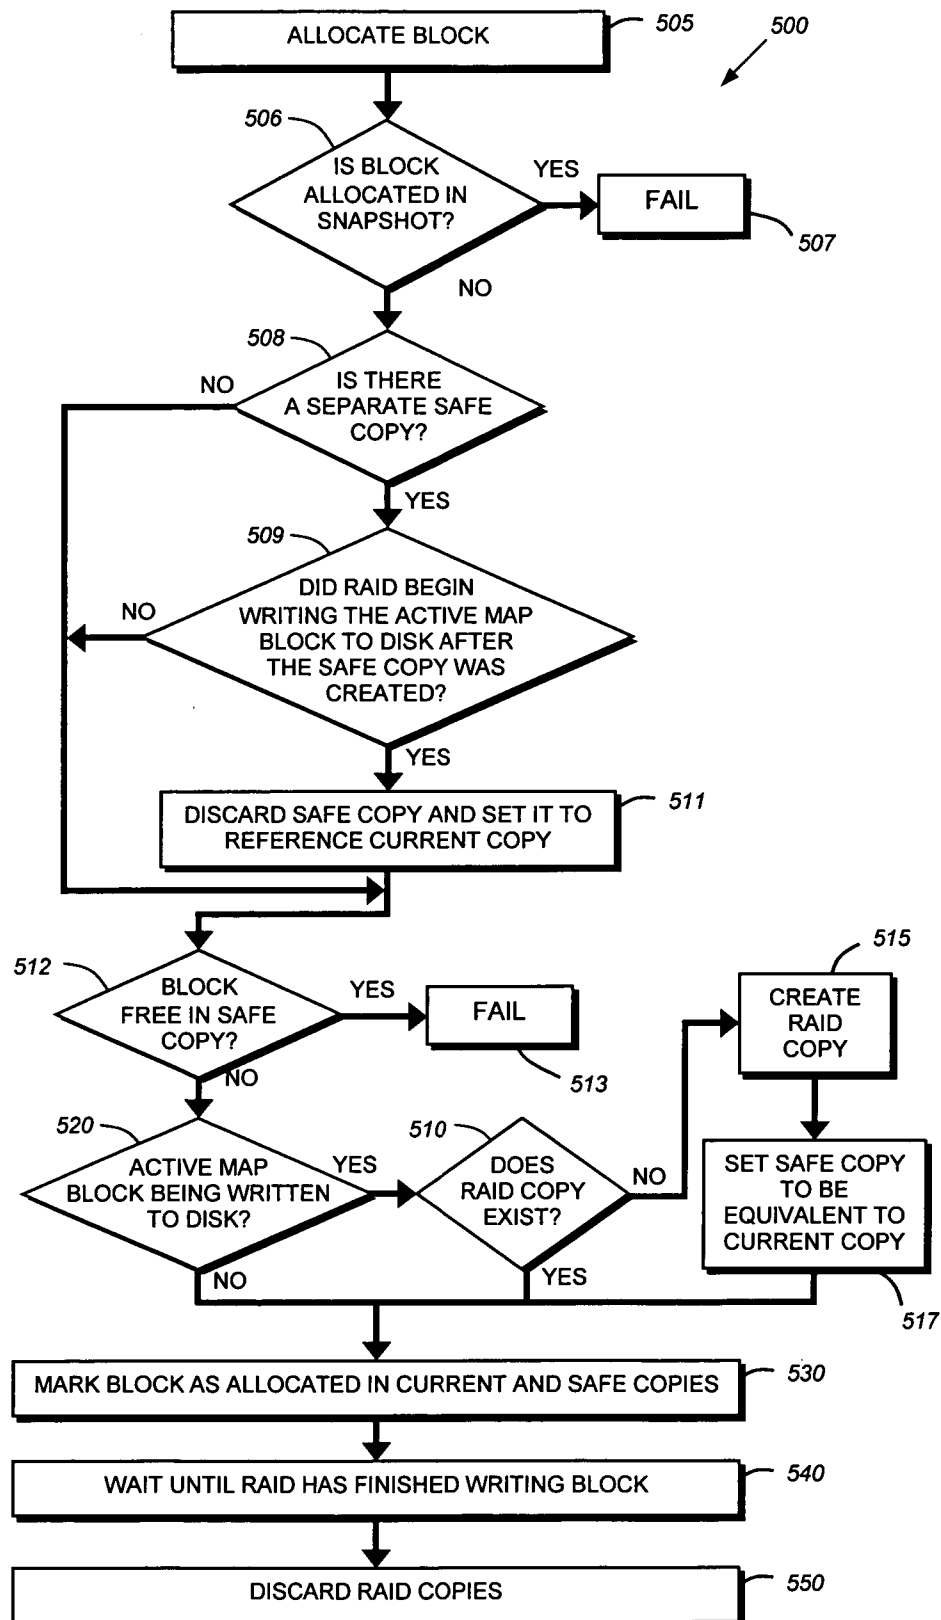 ALLOCATE BLOCK
505
500
506
IS BLOCK
ALLOCATED IN
SNAPSHOT?
YES
FAIL
507
NO
508
NO
IS THERE
A SEPARATE SAFE
COPY?
YES
509
NO
DID RAID BEGIN
WRITING THE ACTIVE MAP
BLOCK TO DISK AFTER
THE SAFE COPY WAS
CREATED?
YES
DISCARD SAFE COPY AND SET IT TO
REFERENCE CURRENT COPY
511
512
BLOCK
FREE IN SAFE
COPY?
YES
FAIL
513
NO
515
CREATE
RAID
COPY
520
ACTIVE MAP
BLOCK BEING WRITTEN
TO DISK?
YES
NO
510
DOES
RAID COPY
EXIST?
NO
YES
SET SAFE COPY
TO BE
EQUIVALENT TO
CURRENT COPY
517
MARK BLOCK AS ALLOCATED IN CURRENT AND SAFE COPIES
530
WAIT UNTIL RAID HAS FINISHED WRITING BLOCK
540
DISCARD RAID COPIES
550